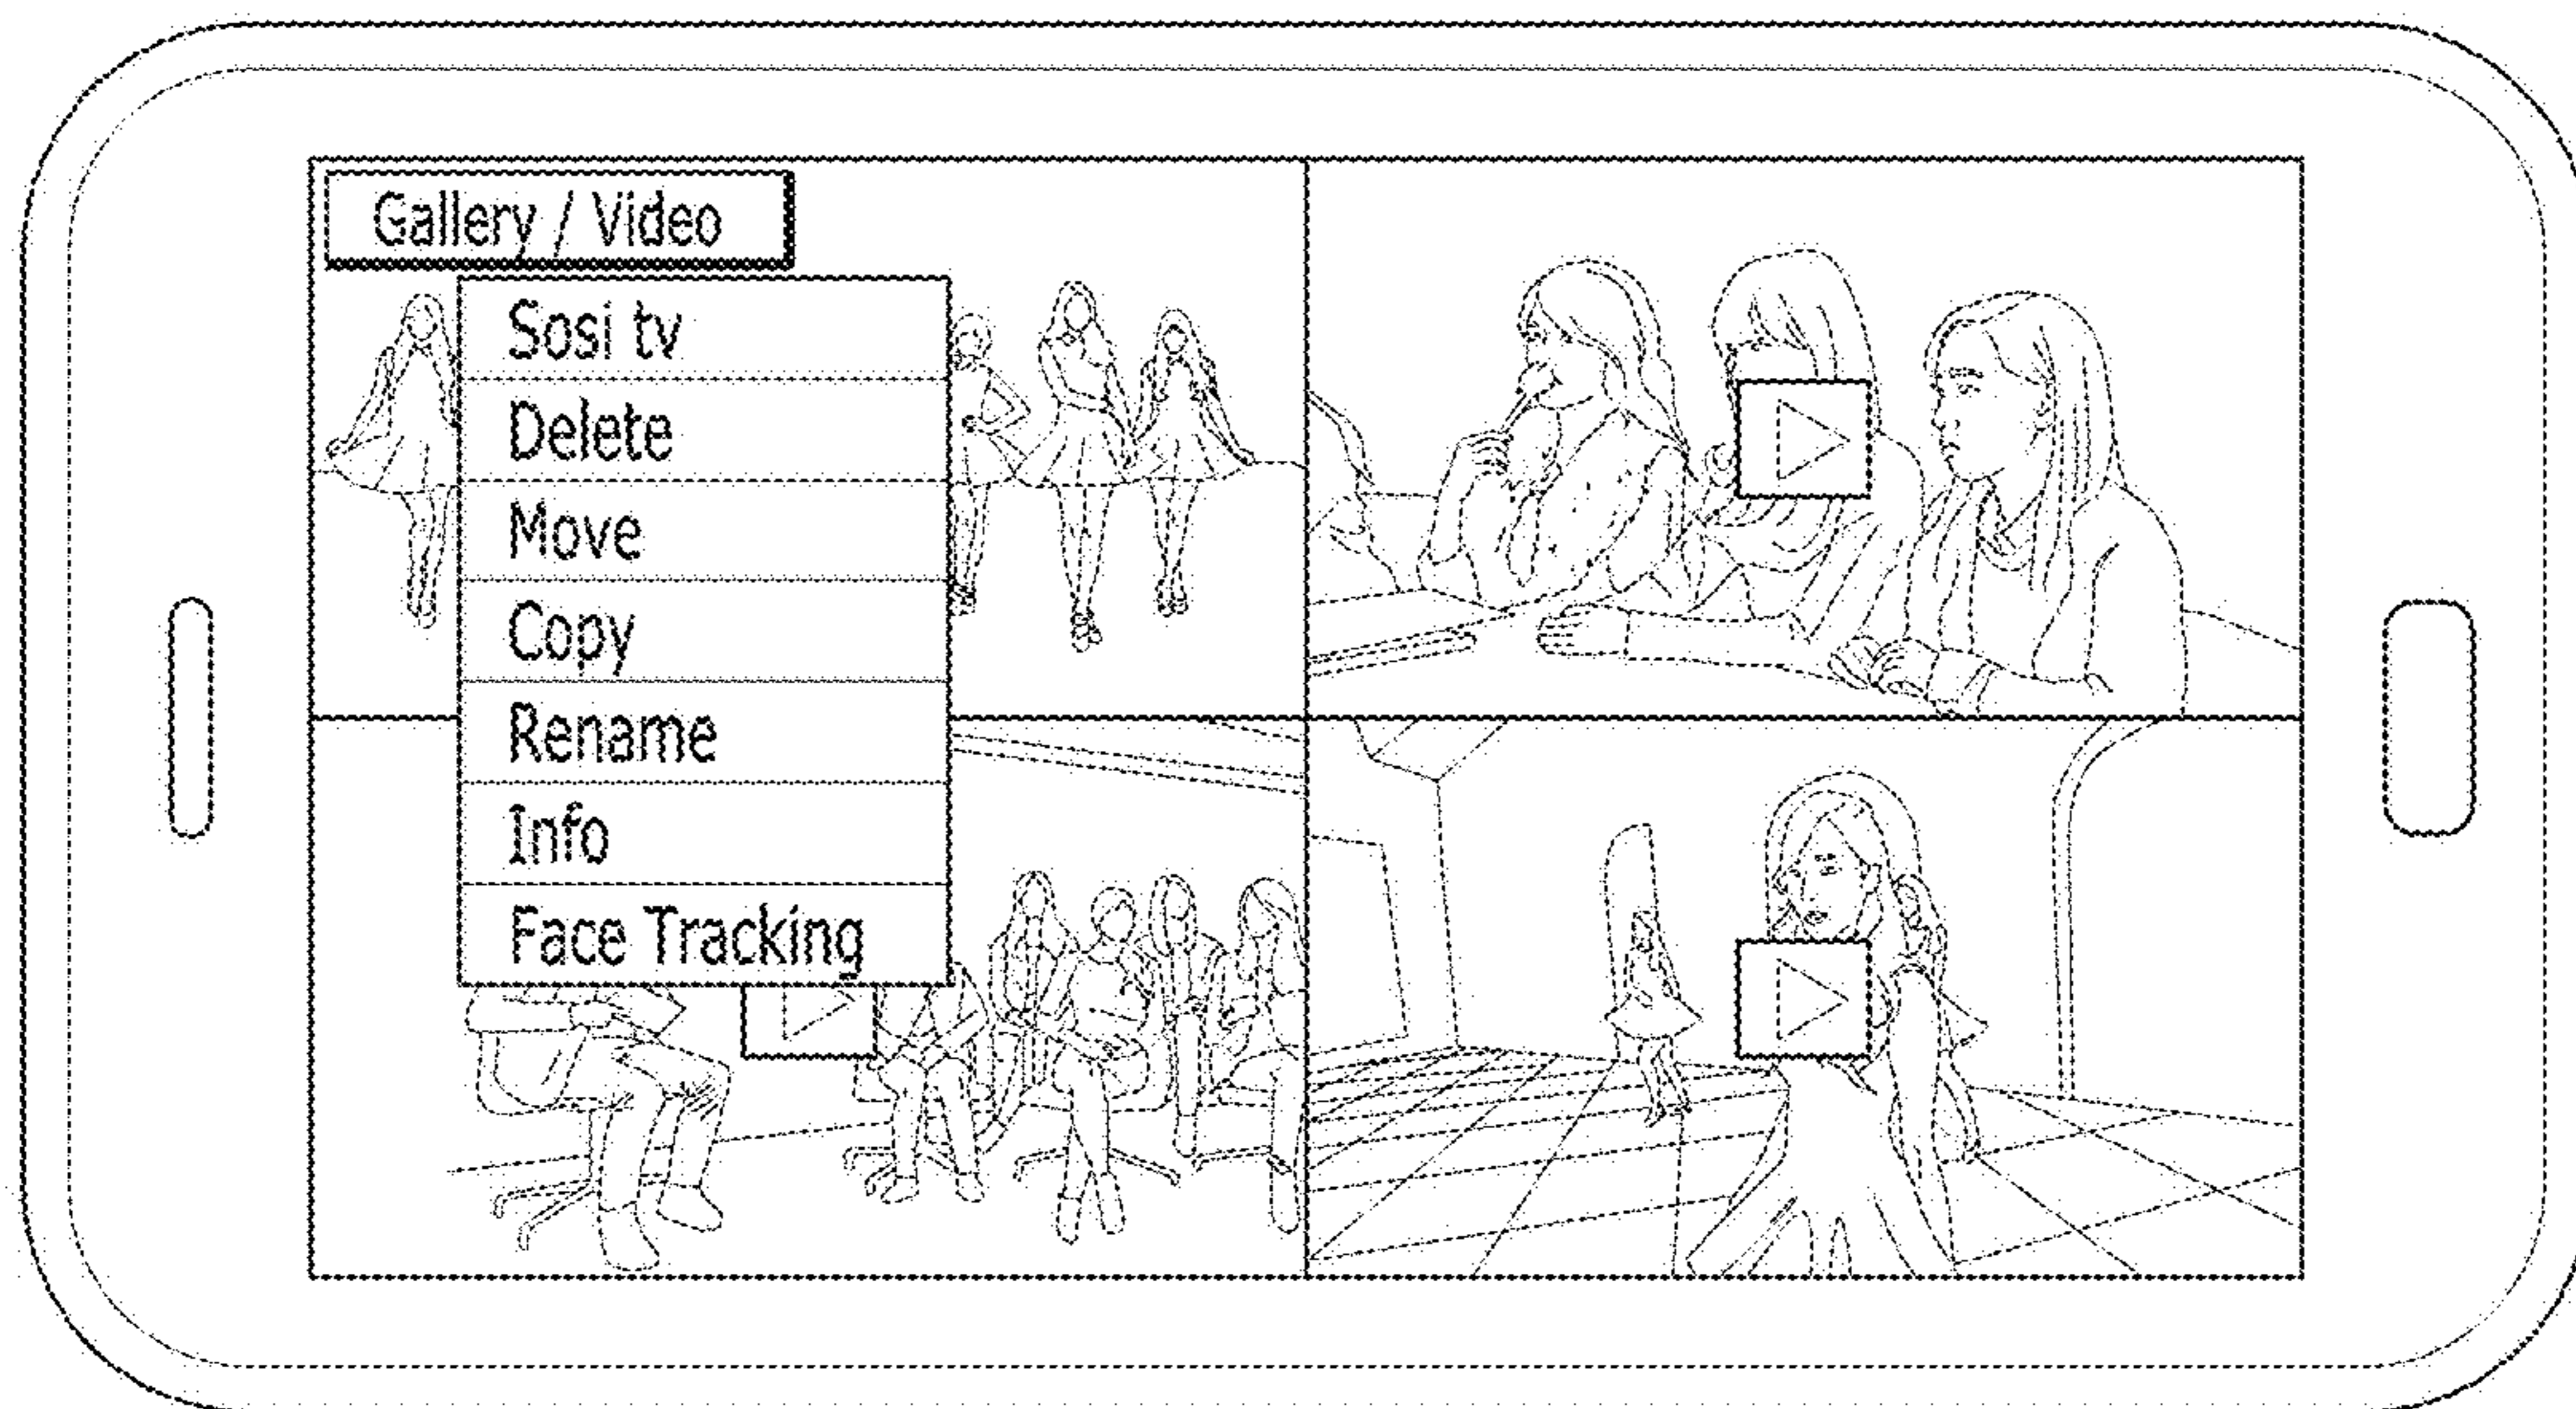 Gallery / Video
Sosi tv
Delete
Move
Copy
Rename
Info
Face Tracking